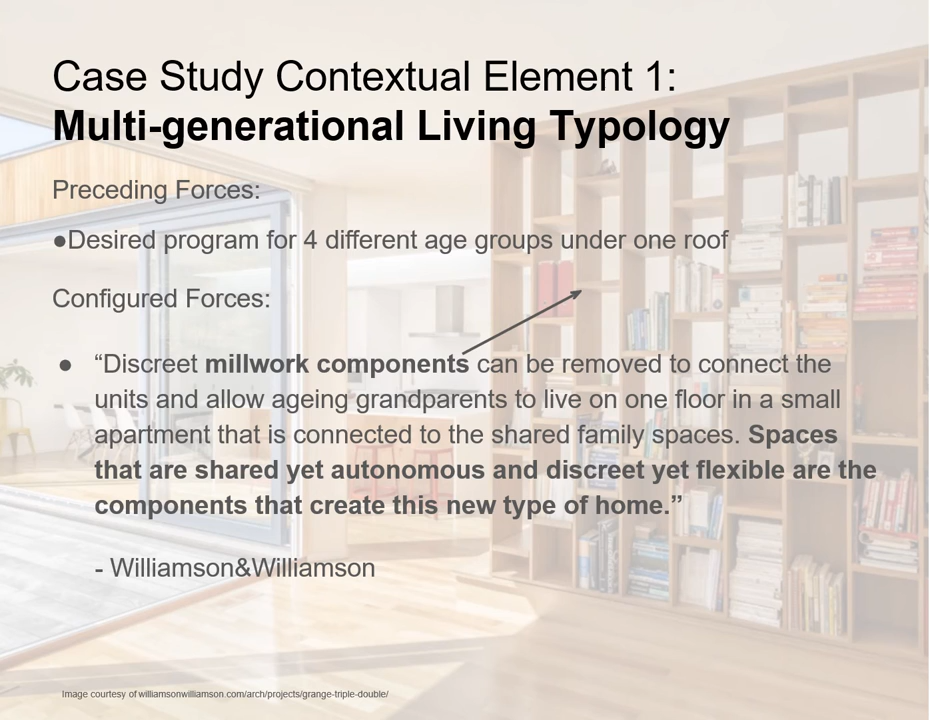 Case Study Contextual Element 1:
Multi-generational Living Typology
Preceding Forces:
●Desired program for 4 different age groups under one roof
Configured Forces:
● “Discreet millwork components can be removed to connect the
units and allow ageing grandparents to live on one floor in a small
apartment that is connected to the shared family spaces. Spaces
that are shared yet autonomous and discreet yet flexible are the
components that create this new type of home.”
- Williamson&Williamson
Image courtesy of williamsonwilliamson.com/arch/projects/grange-triple-double/